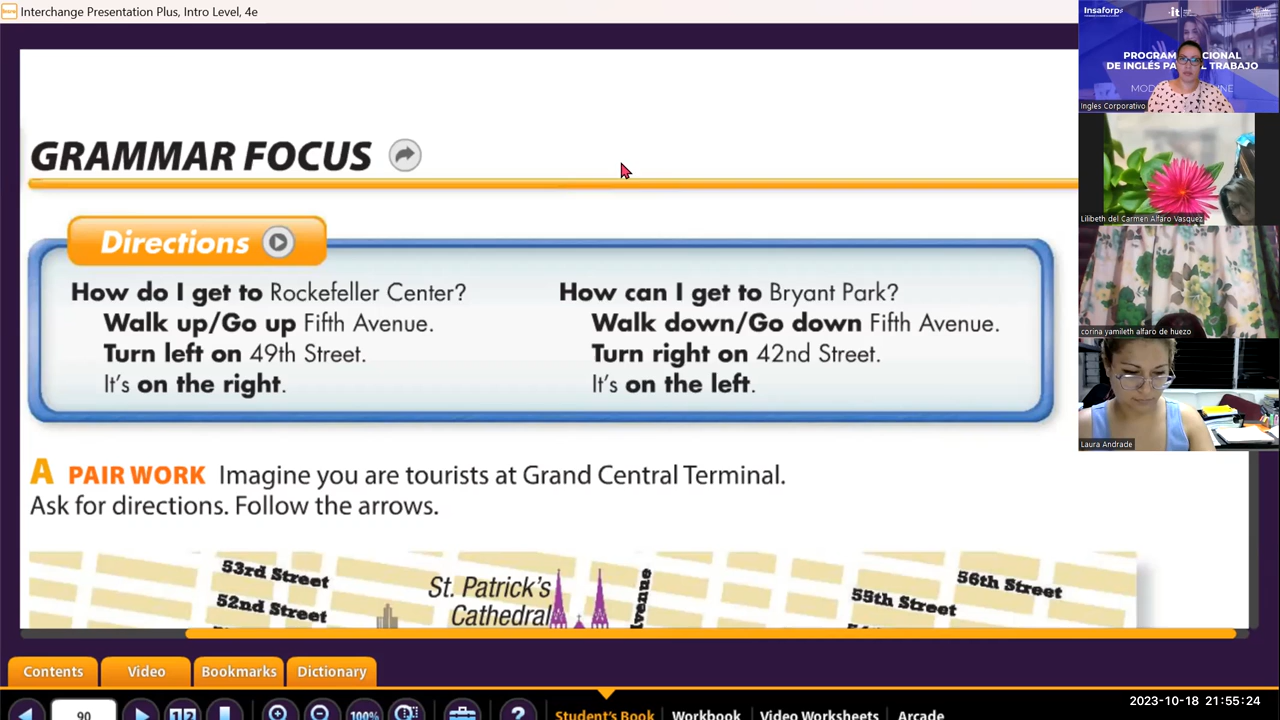 Interchange Presentation Plus, Intro Level, 4e
GRAMMAR FOCUS
Directions
How do I get to Rockefeller Center?
Walk up/Go up Fifth Avenue.
Turn left on 49th Street.
It's on the right.
How can I get to Bryant Park?
Walk down/Go down Fifth Avenue.
Turn right on 42nd Street.
It's on the left.
A PAIR WORK Imagine you are tourists at Grand Central Terminal.
Ask for directions. Follow the arrows.
53rd Street
52nd Street
St. Patrick's
Cathedral
55th Street
56th Street
Insaforp
Ingles Corporativo
Lilibeth del Carmen Alfaro Vasquez
corina yamileth alfaro de huezo
Laura Andrade
Contents
Video
Bookmarks
Dictionary
90
1 2
100%
?
Student's Book
Workbook
Video Worksheets
Arcade
2023-10-18 21:55:24